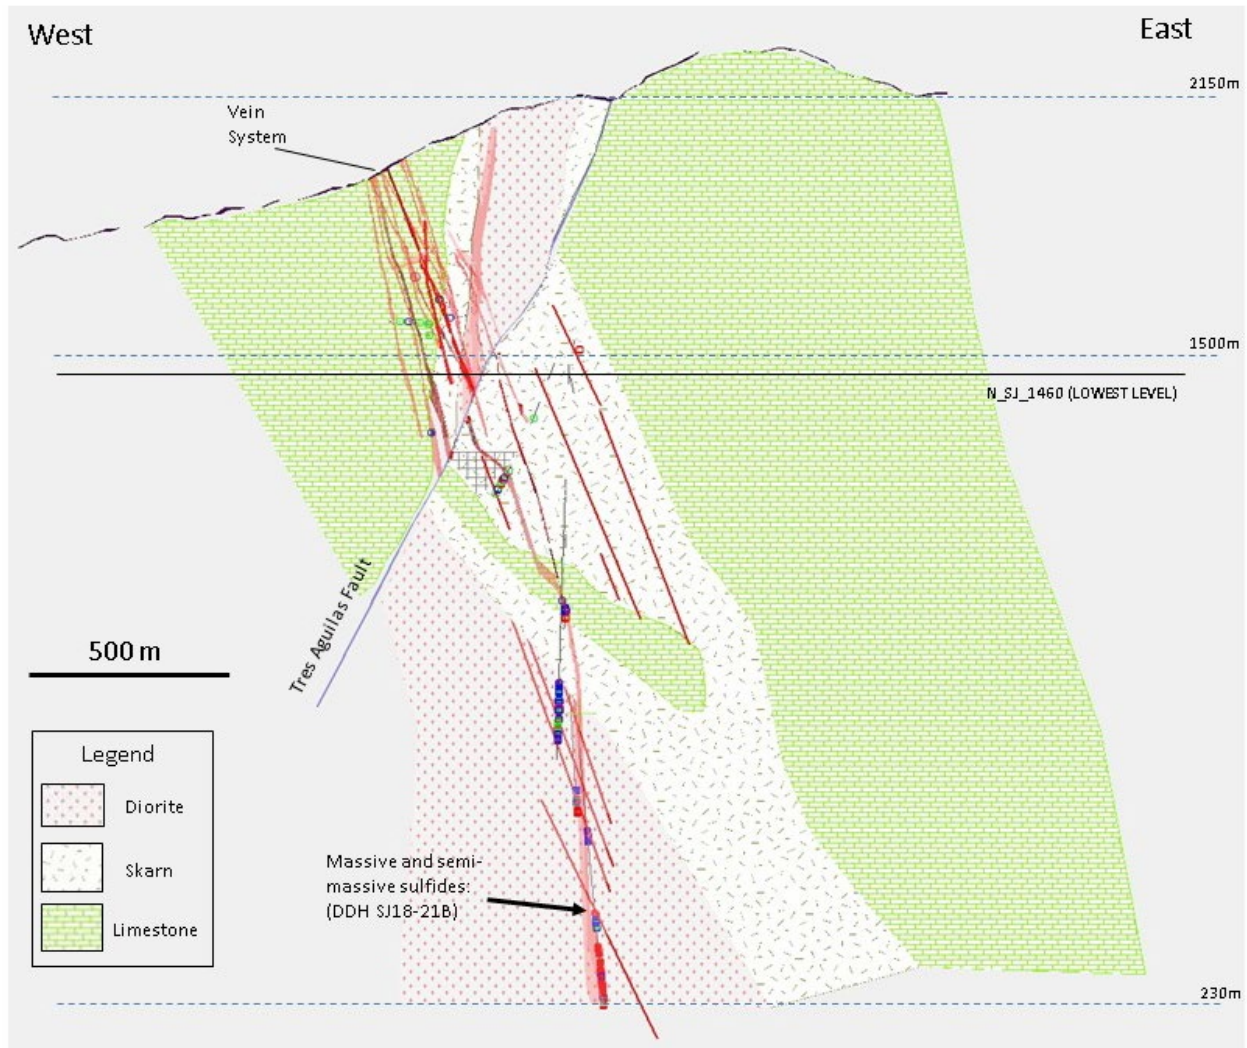 West
East
2150m
Vein
System
1500m
N_SJ_1460 (LOWEST LEVEL)
Tres Aguilas Fault
500 m
Legend
Diorite
Skarn
Limestone
Massive and semi-
massive sulfides:
(DDH SJ18-21B)
230m